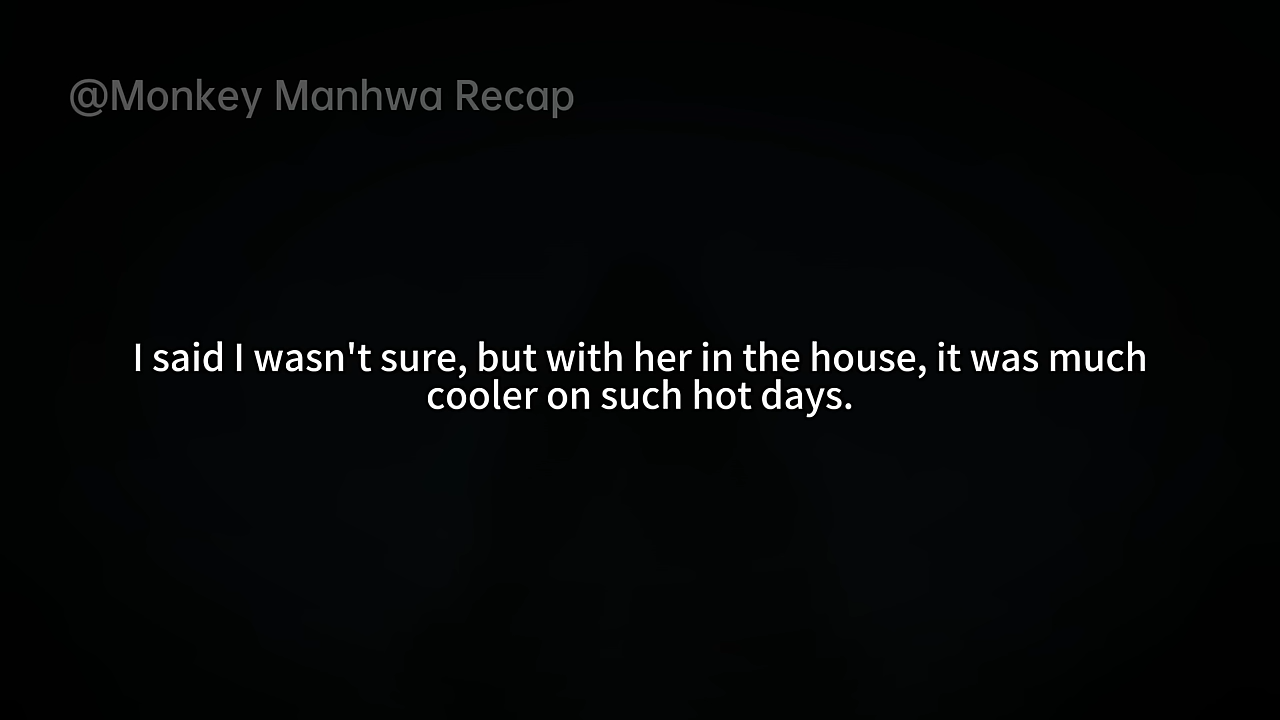 @Monkey Manhwa Recap
I said I wasn't sure, but with her in the house, it was much
cooler on such hot days.